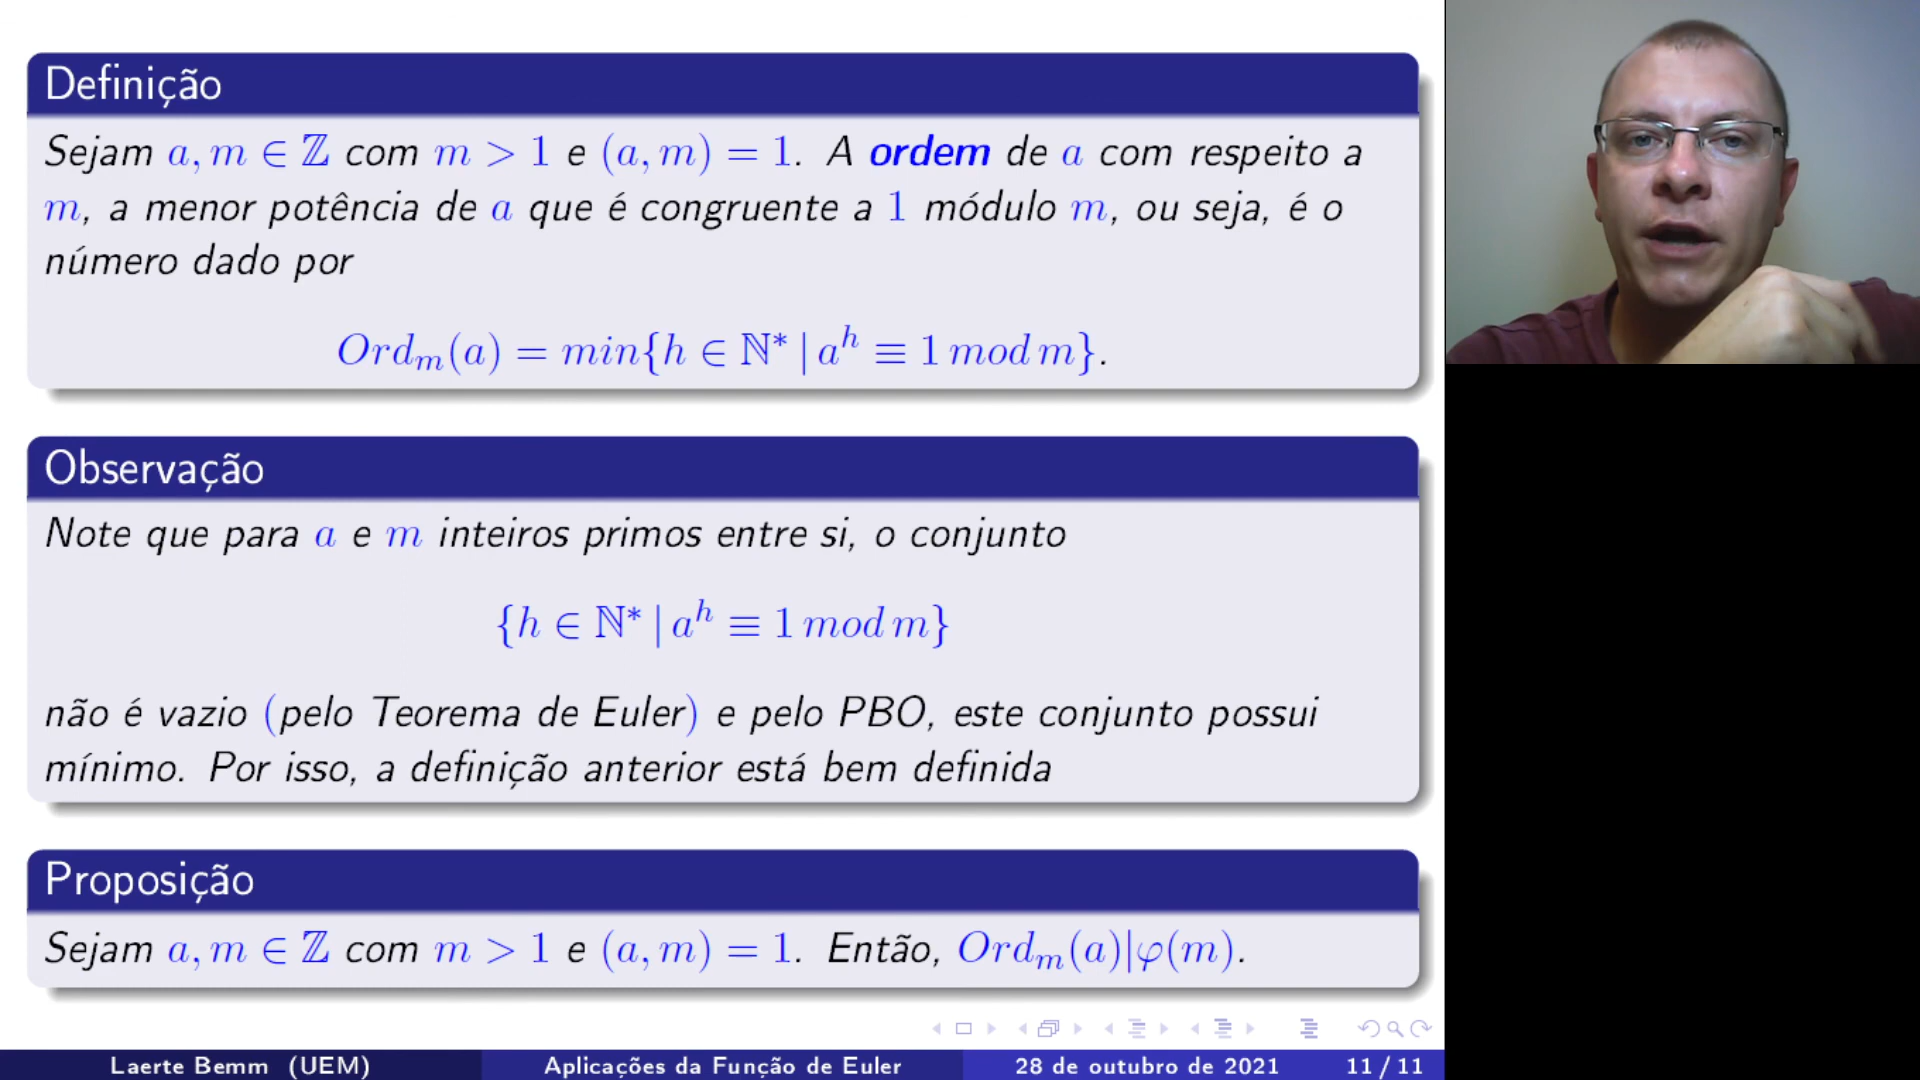 Definição
Sejam a, m ∈ ℤ com m > 1 e (a, m) = 1. A ordem de a com respeito a
m, a menor potência de a que é congruente a 1 módulo m, ou seja, é o
número dado por
Ord_m(a) = min{h ∈ ℕ* | a^h ≡ 1 mod m}.
Observação
Note que para a e m inteiros primos entre si, o conjunto
{h ∈ ℕ* | a^h ≡ 1 mod m}
não é vazio (pelo Teorema de Euler) e pelo PBO, este conjunto possui
mínimo. Por isso, a definição anterior está bem definida
Proposição
Sejam a, m ∈ ℤ com m > 1 e (a, m) = 1. Então, Ord_m(a)|φ(m).
Laerte Bemm (UEM) Aplicações da Função de Euler 28 de outubro de 2021 11 / 11